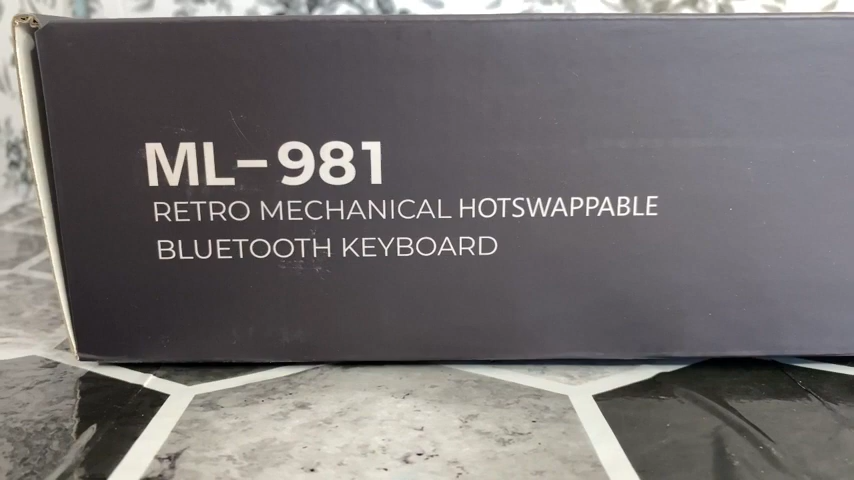 ML-981
RETRO MECHANICAL HOTSWAPPABLE
BLUETOOTH KEYBOARD